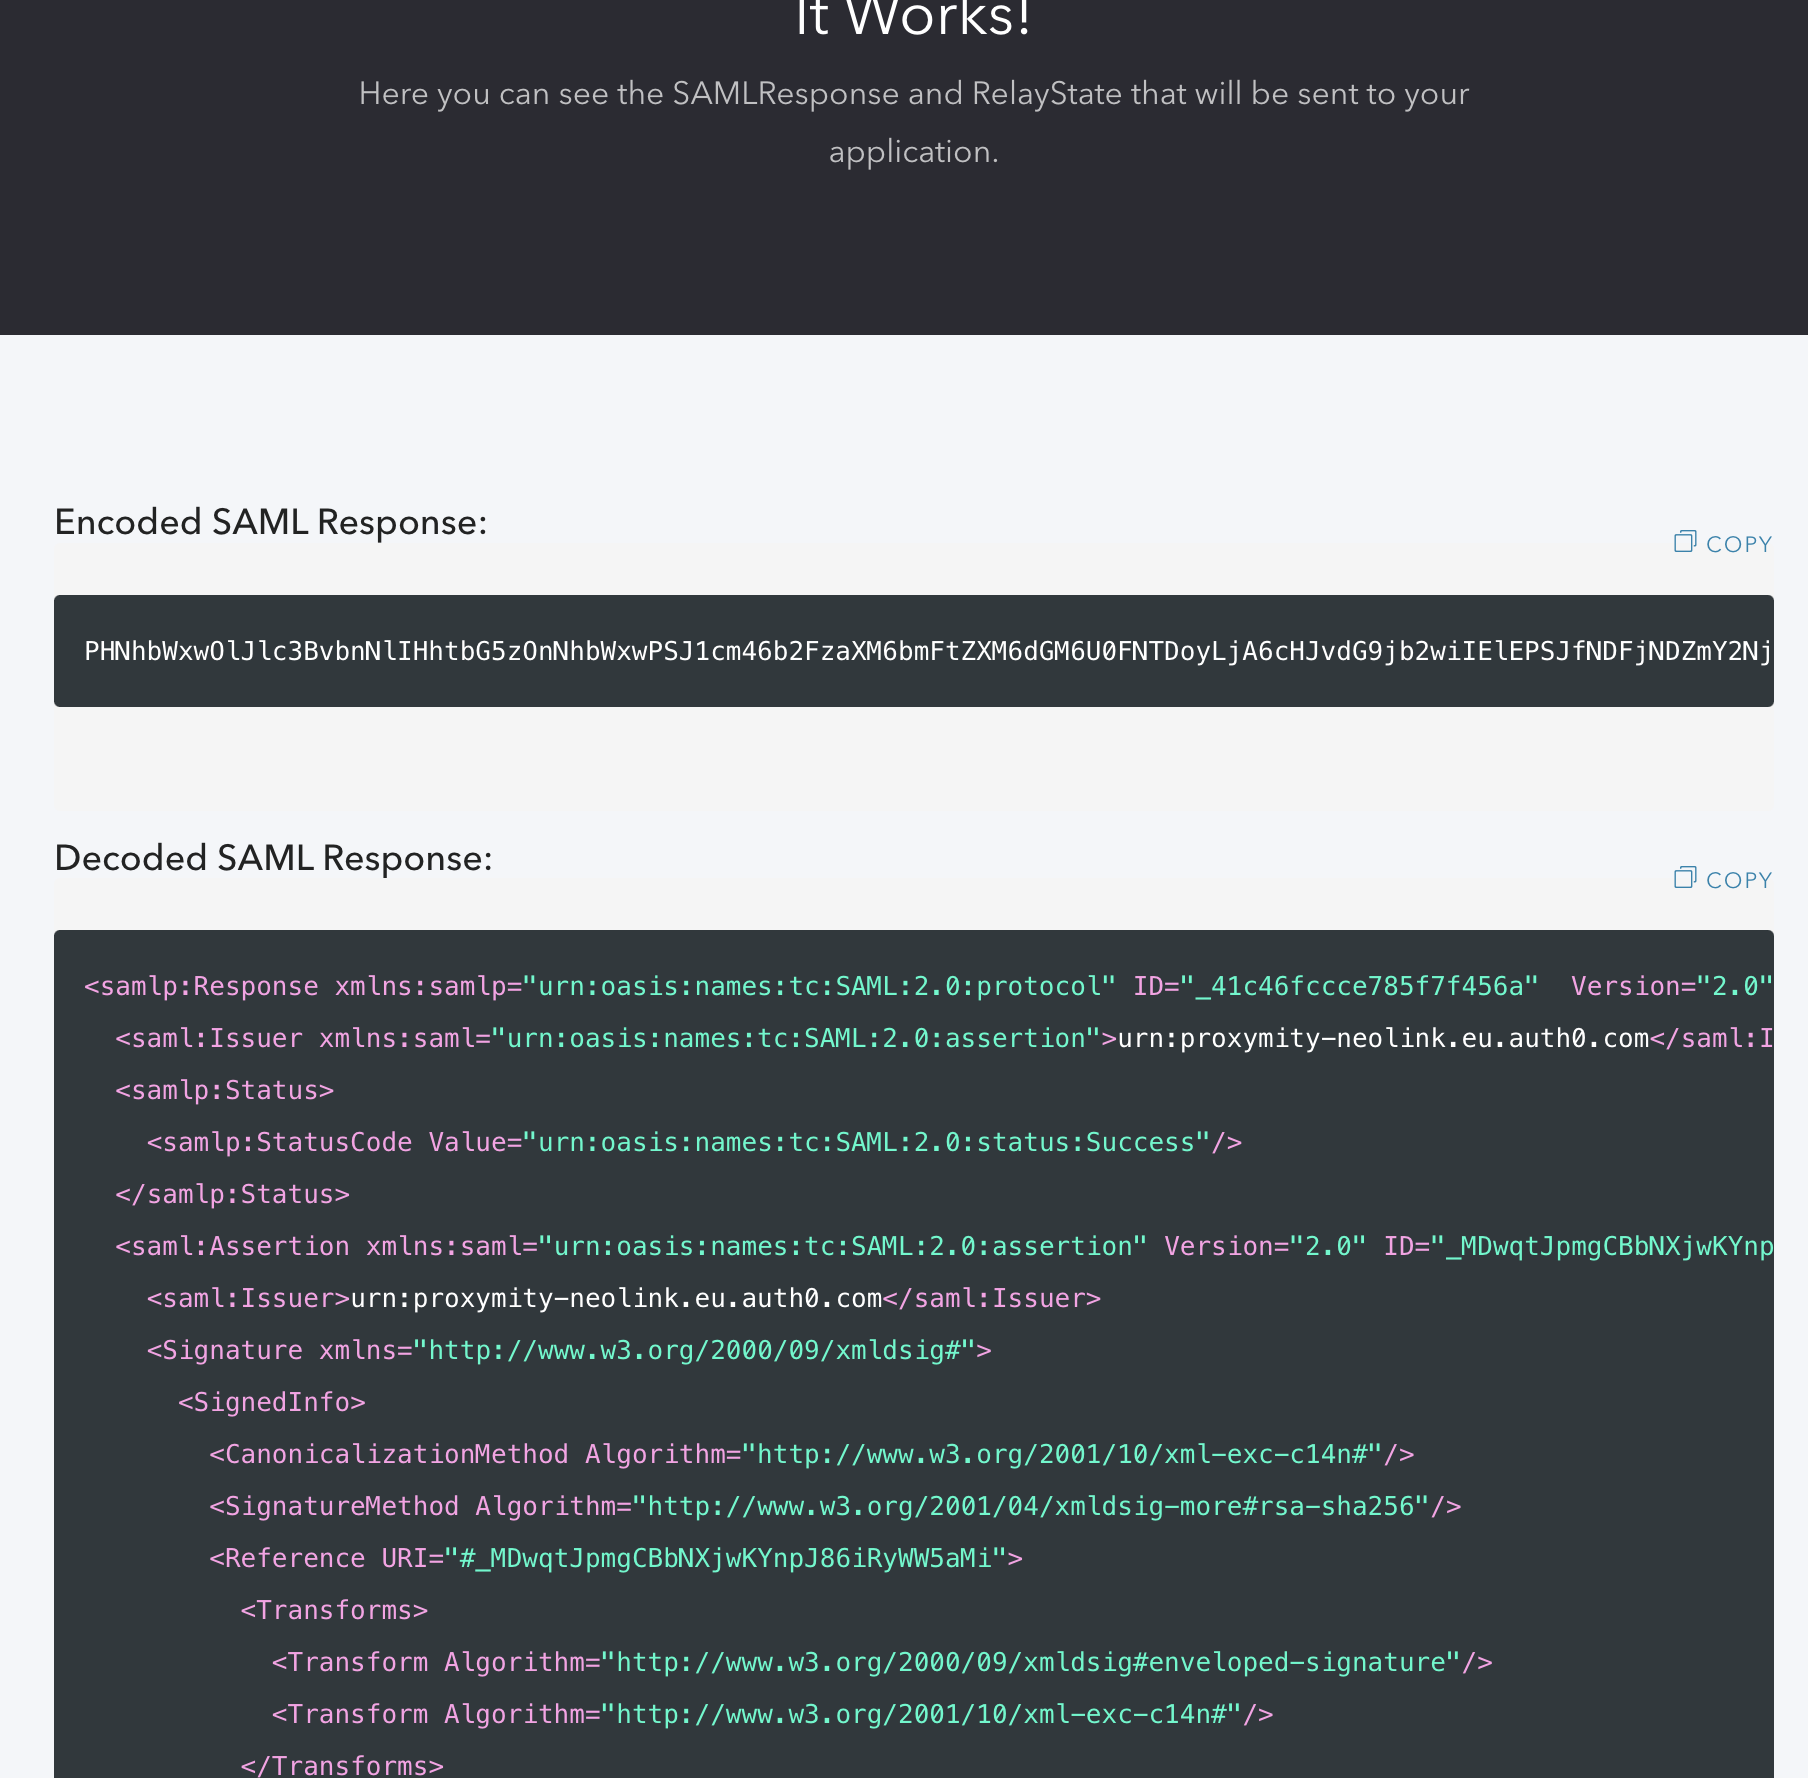 It Works!
Here you can see the SAMLResponse and RelayState that will be sent to your
application.
Encoded SAML Response:
COPY
PHNhbWxwOlJlc3BvbnNlIHhtbG5zOnNhbWxwPSJ1cm46b2FzaXM6bmFtZXM6dGM6U0FNTDoyLjA6cHJvdG9jb2wiIElEPSJfNDFjNDZmY2Nj
Decoded SAML Response:
COPY
<samlp:Response xmlns:samlp="urn:oasis:names:tc:SAML:2.0:protocol" ID="_41c46fccce785f7f456a"  Version="2.0"
<saml:Issuer xmlns:saml="urn:oasis:names:tc:SAML:2.0:assertion">urn:proxymity-neolink.eu.auth0.com</saml:I
<samlp:Status>
<samlp:StatusCode Value="urn:oasis:names:tc:SAML:2.0:status:Success"/>
</samlp:Status>
<saml:Assertion xmlns:saml="urn:oasis:names:tc:SAML:2.0:assertion" Version="2.0" ID="_MDwqtJpmgCBbNXjwKYnp
<saml:Issuer>urn:proxymity-neolink.eu.auth0.com</saml:Issuer>
<Signature xmlns="http://www.w3.org/2000/09/xmldsig#">
<SignedInfo>
<CanonicalizationMethod Algorithm="http://www.w3.org/2001/10/xml-exc-c14n#"/>
<SignatureMethod Algorithm="http://www.w3.org/2001/04/xmldsig-more#rsa-sha256"/>
<Reference URI="#_MDwqtJpmgCBbNXjwKYnpJ86iRyWW5aMi">
<Transforms>
<Transform Algorithm="http://www.w3.org/2000/09/xmldsig#enveloped-signature"/>
<Transform Algorithm="http://www.w3.org/2001/10/xml-exc-c14n#"/>
</Transforms>